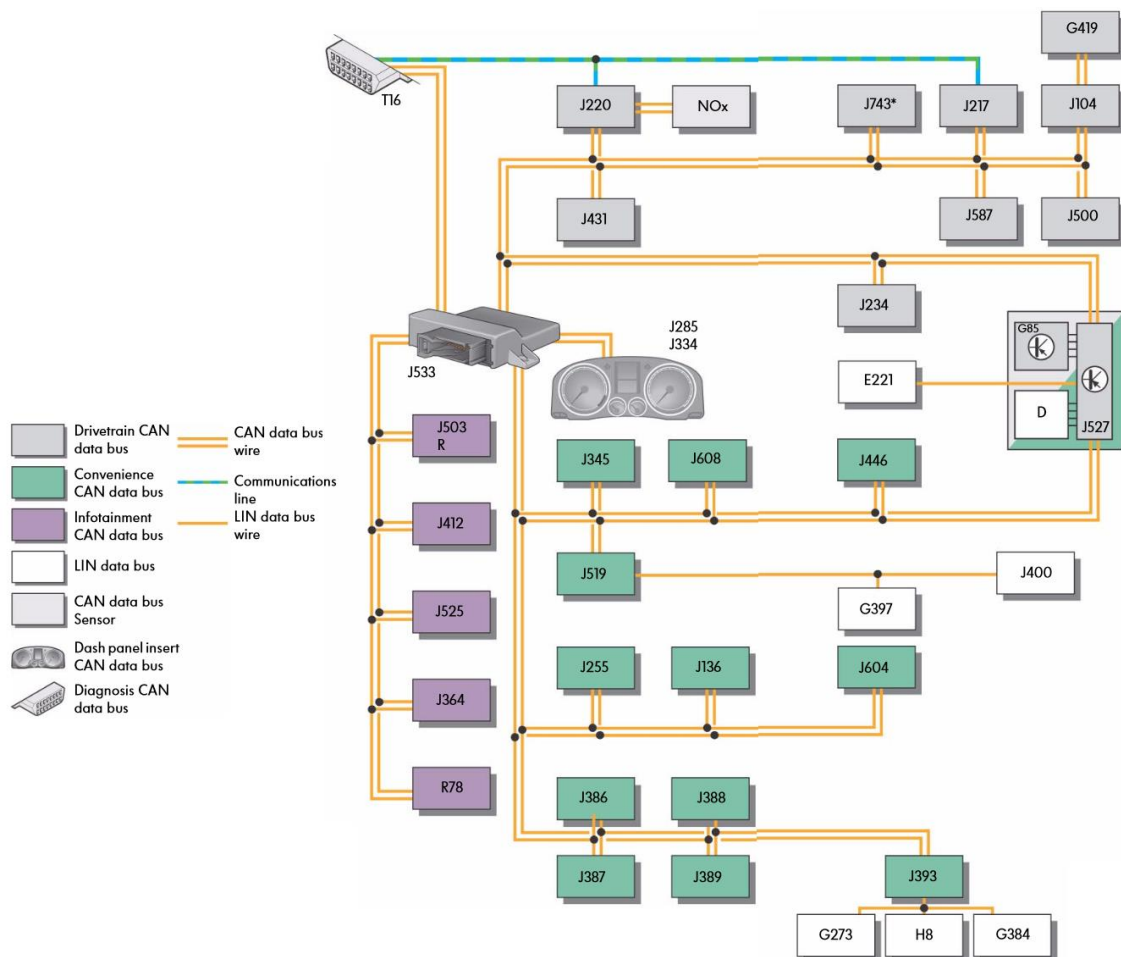 G419
T16
J220
NOx
J743*
J217
J104
J431
J587
J500
J234
J285
J334
G85
J533
E221
D
J527
Drivetrain CAN
data bus
CAN data bus
wire
Convenience
CAN data bus
Communications
line
Infotainment
CAN data bus
LIN data bus
wire
LIN data bus
CAN data bus
Sensor
Dash panel insert
CAN data bus
Diagnosis CAN
data bus
J503
R
J345
J608
J446
J412
J519
J400
G397
J525
J255
J136
J604
J364
R78
J386
J388
J387
J389
J393
G273
H8
G384